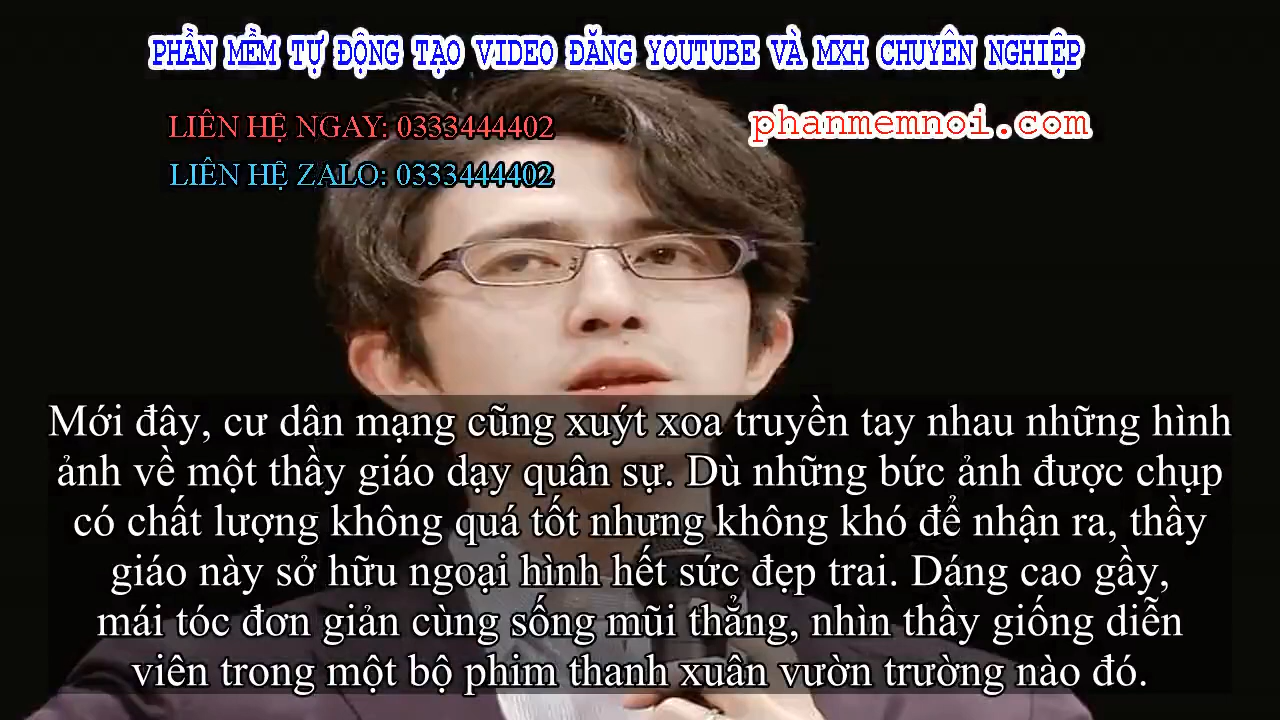 PHẦN MỀM TỰ ĐỘNG TẠO VIDEO ĐĂNG YOUTUBE VÀ MXH CHUYÊN NGHIỆP
LIÊN HỆ NGAY: 0333444402
phanmemnoi.com
LIÊN HỆ ZALO: 0333444402
Mới đây, cư dân mạng cũng xuýt xoa truyền tay nhau những hình
ảnh về một thầy giáo dạy quân sự. Dù những bức ảnh được chụp
có chất lượng không quá tốt nhưng không khó để nhận ra, thầy
giáo này sở hữu ngoại hình hết sức đẹp trai. Dáng cao gầy,
mái tóc đơn giản cùng sống mũi thẳng, nhìn thầy giống diễn
viên trong một bộ phim thanh xuân vườn trường nào đó.